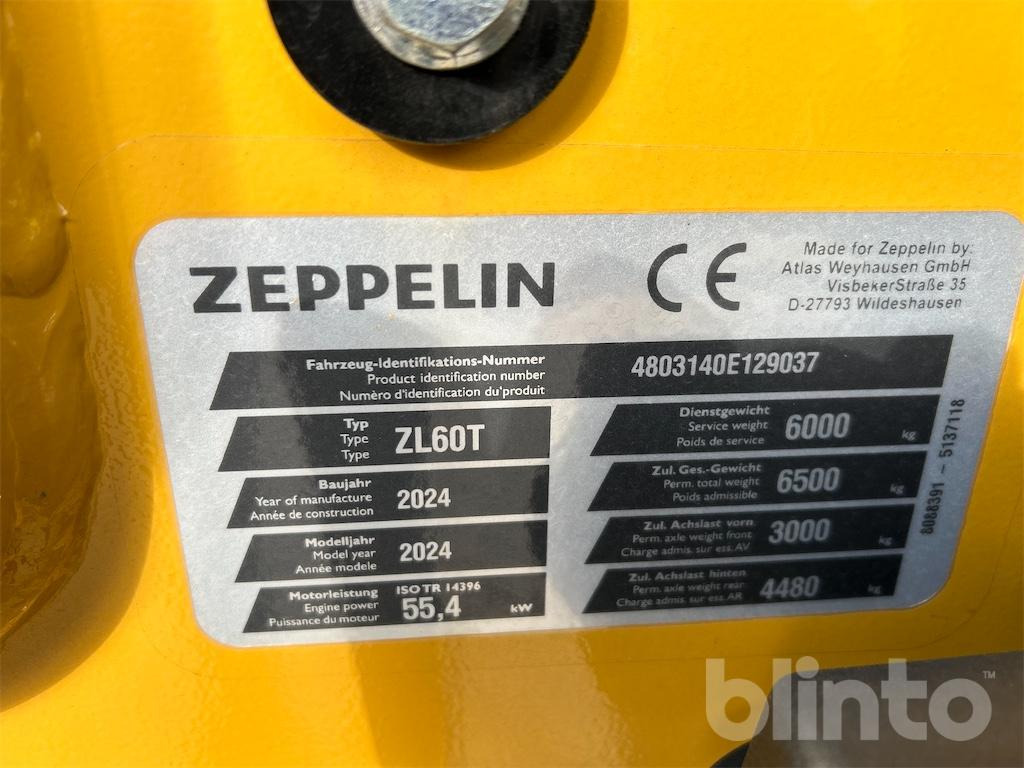 ZEPPELIN
CE
Made for Zeppelin by:
Atlas Weyhausen GmbH
VisbekerStraße 35
D-27793 Wildeshausen
Fahrzeug-Identifikations-Nummer
Product identification number
Numèro d'identification du'produit
4803140E129037
Typ
Type
Type
ZL60T
Baujahr
Year of manufacture
Année de construction
2024
Modelljahr
Model year
Année modele
2024
Motorleistung
Engine power
Puissance du moteur
ISO TR 14396
55,4 kW
Dienstgewicht
Service weight
Poids de service
6000 kg
Zul. Ges.-Gewicht
Perm. total weight
Poids admissible
6500 kg
Zul. Achslast vorn
Perm. axle weight front
Charge admis. sur ess. AV
3000 kg
Zul. Achslast hinten
Perm. axle weight rear
Charge admis. sur ess. AR
4480 kg
8088391 – 5137118
blinto™